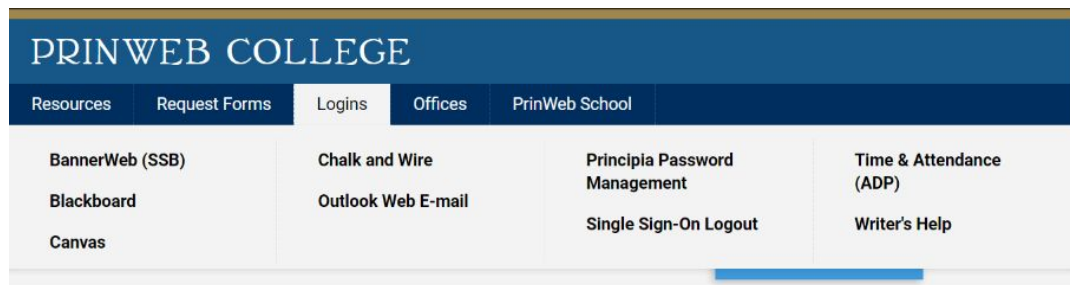 PRINWEB COLLEGE
Resources
Request Forms
Logins
Offices
PrinWeb School
BannerWeb (SSB)
Blackboard
Canvas
Chalk and Wire
Outlook Web E-mail
Principia Password
Management
Single Sign-On Logout
Time & Attendance
(ADP)
Writer's Help